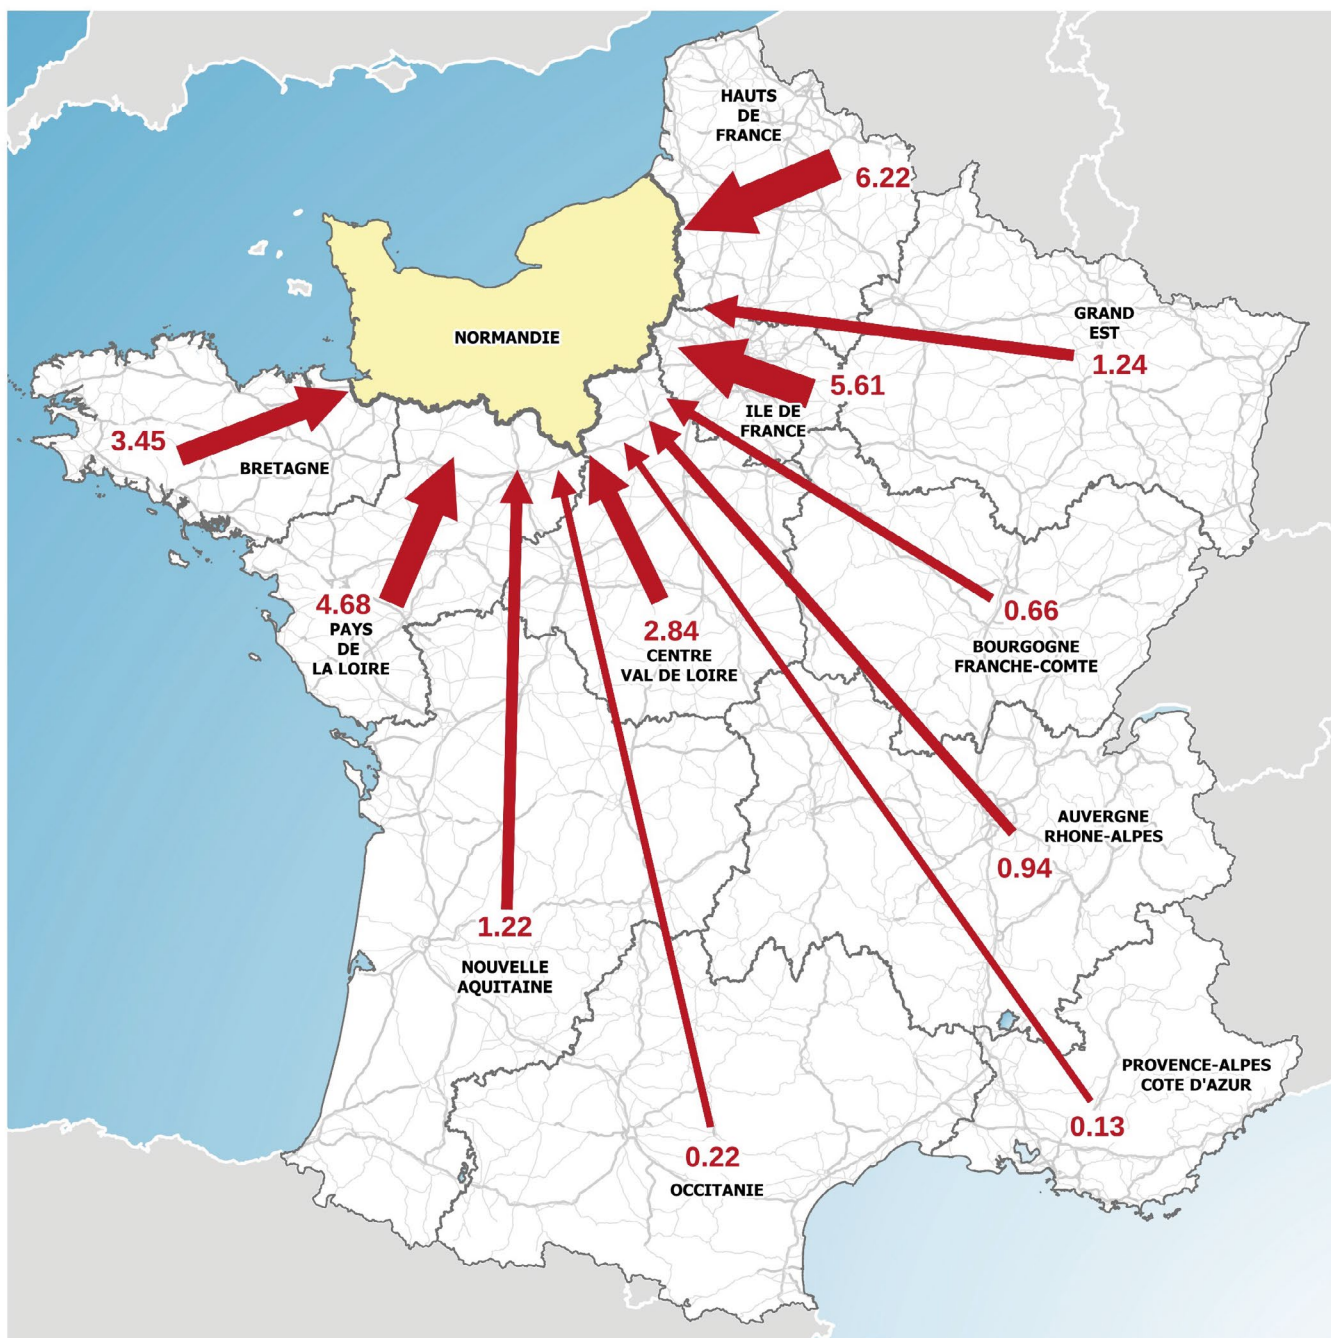 HAUTS
DE
FRANCE
6.22
GRAND
EST
1.24
NORMANDIE
5.61
ILE DE
FRANCE
3.45
BRETAGNE
4.68
PAYS
DE
LA LOIRE
2.84
CENTRE
VAL DE LOIRE
0.66
BOURGOGNE
FRANCHE-COMTE
AUVERGNE
RHONE-ALPES
0.94
1.22
NOUVELLE
AQUITAINE
PROVENCE-ALPES
COTE D'AZUR
0.13
0.22
OCCITANIE